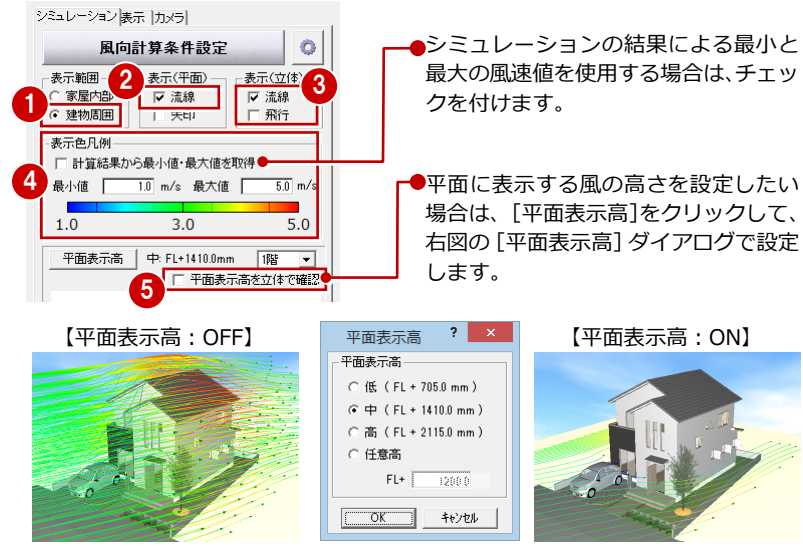 シミュレーション 表示 カメラ
風向計算条件設定
表示範囲 表示(平面) 表示(立体)
1 2 3
家屋内部 流線 流線
建物周囲 矢印 飛行
表示色凡例
計算結果から最小値・最大値を取得
4
最小値 1.0 m/s 最大値 5.0 m/s
1.0 3.0 5.0
平面表示高 中: FL+1410.0mm 1階
平面表示高を立体で確認
5
シミュレーションの結果による最小と
最大の風速値を使用する場合は、チェッ
クを付けます。
平面に表示する風の高さを設定したい
場合は、[平面表示高]をクリックして、
右図の[平面表示高]ダイアログで設定
します。
【平面表示高:OFF】
平面表示高 ? ×
平面表示高
低 ( FL + 705.0 mm )
中 ( FL + 1410.0 mm )
高 ( FL + 2115.0 mm )
任意高
FL+ 1200.0
OK キャンセル
【平面表示高:ON】